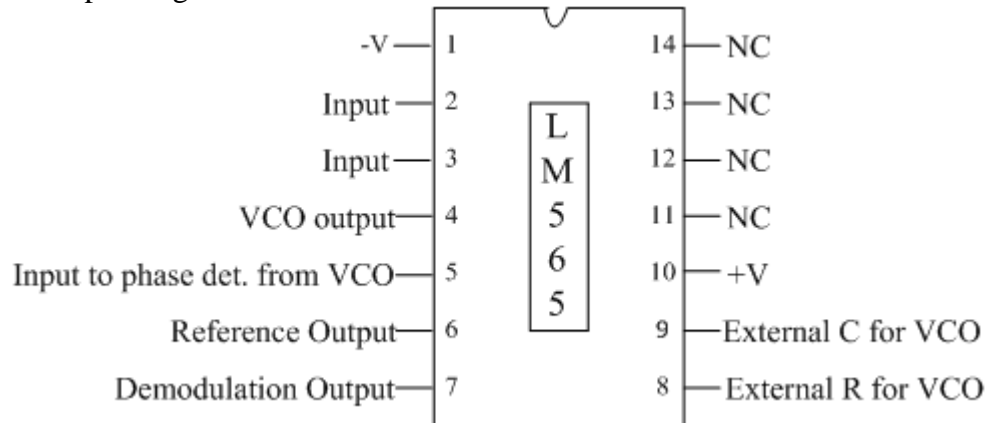 -V 1 14 NC
Input 2 13 NC
Input 3 12 NC
VCO output 4 11 NC
Input to phase det. from VCO 5 10 +V
Reference Output 6 9 External C for VCO
Demodulation Output 7 8 External R for VCO
L
M
5
6
5